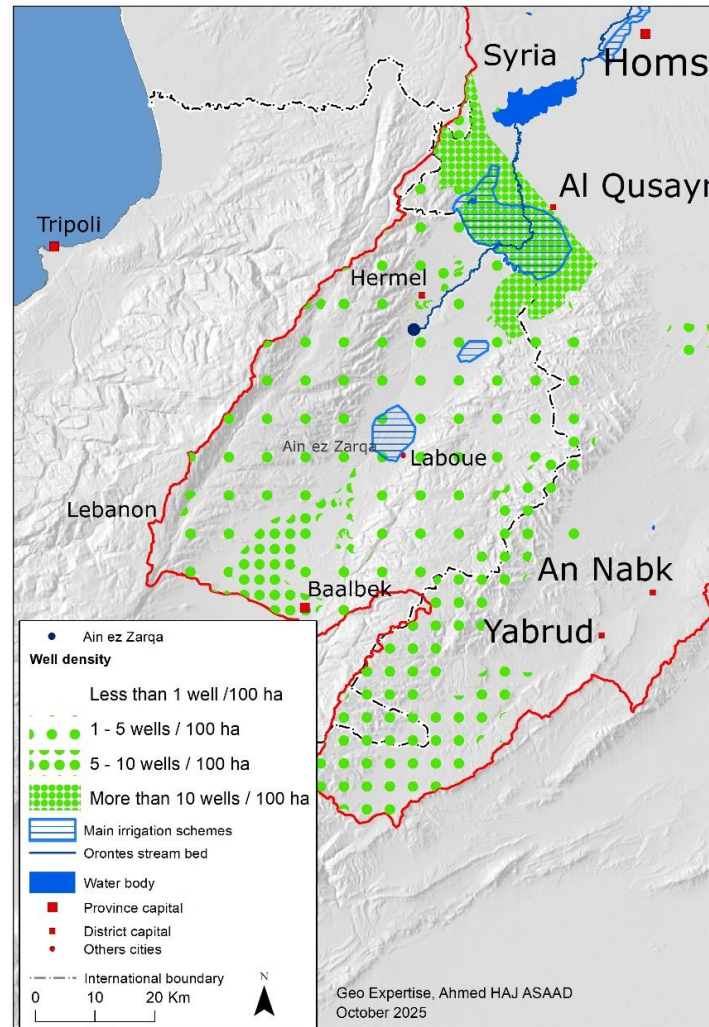 Syria
Homs
Al Qusayr
Tripoli
Hermel
Ain ez Zarqa
Laboue
Lebanon
Baalbek
An Nabk
Yabrud
Ain ez Zarqa
Well density
Less than 1 well /100 ha
1 - 5 wells / 100 ha
5 - 10 wells / 100 ha
More than 10 wells / 100 ha
Main irrigation schemes
Orontes stream bed
Water body
Province capital
District capital
Others cities
International boundary
N
0 10 20 Km
Geo Expertise, Ahmed HAJ ASAAD
October 2025